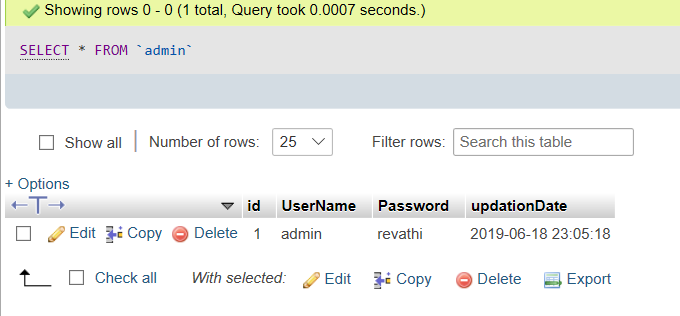 Showing rows 0 - 0 (1 total, Query took 0.0007 seconds.)
SELECT * FROM `admin`
Show all Number of rows: 25 Filter rows: Search this table
+ Options
id UserName Password updationDate
Edit Copy Delete 1 admin revathi 2019-06-18 23:05:18
Check all With selected: Edit Copy Delete Export